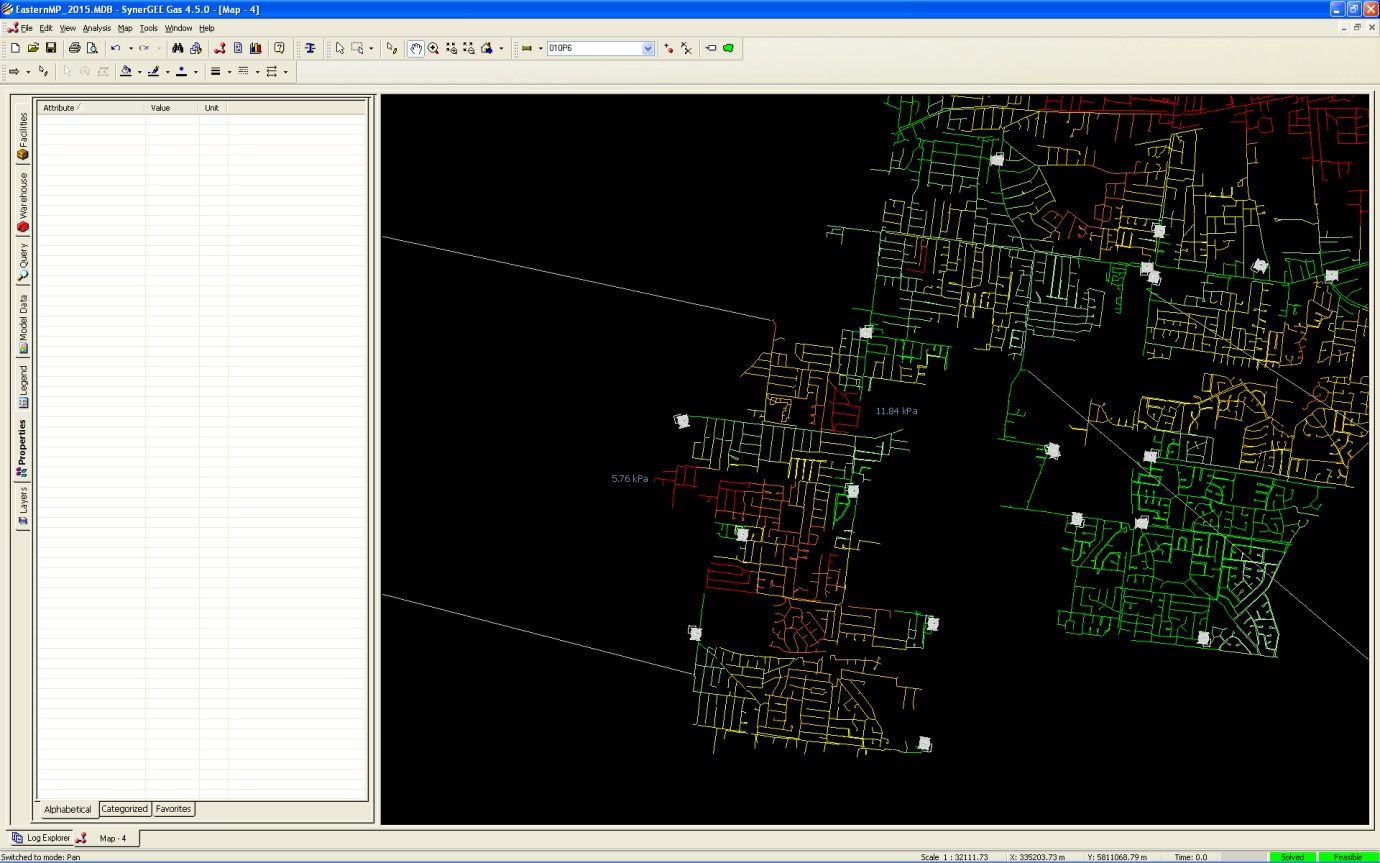 EasternMP_2015.MDB - SynerGEE Gas 4.5.0 - [Map - 4]
File Edit View Analysis Map Tools Window Help
010P6
Attribute / Value Unit
Facilities
Warehouse
Query
Model Data
Legend
Properties
Layers
11.84 kPa
5.76 kPa
Alphabetical Categorized Favorites
Log Explorer Map - 4
Switched to mode: Pan Scale 1 : 32111.73 X: 335203.73 m Y: 5811068.79 m Time: 0.0 Solved Feasible